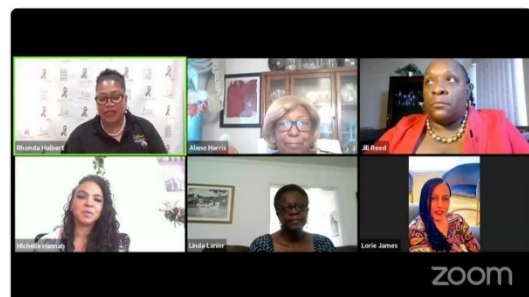 Rhonda Halbert
Alene Harris
Jill Reed
Michelle Hannah
Linda Lanier
Lorie James
zoom